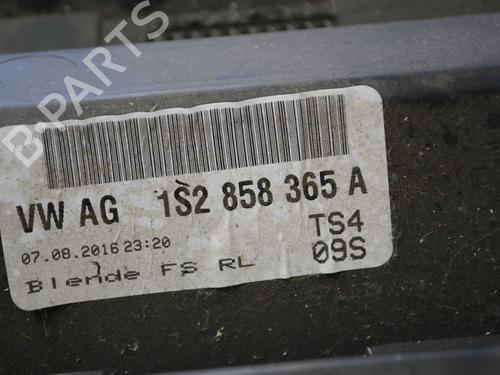 B-PARTS
VW AG 1S2 858 365 A
07.08.2016 23:20 TS4
Blende FS RL 09S